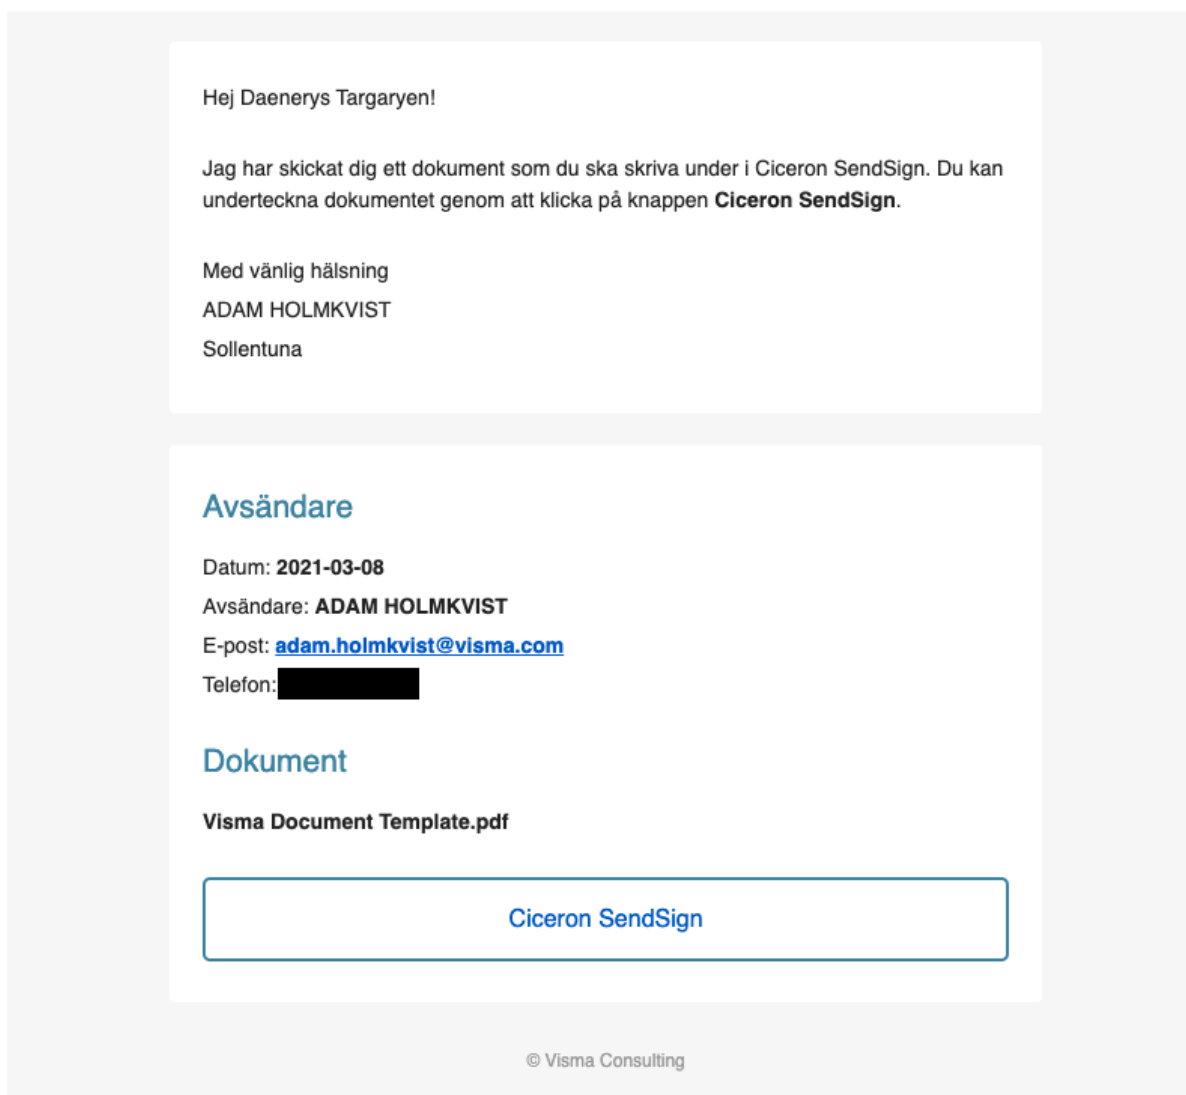 Hej Daenerys Targaryen!
Jag har skickat dig ett dokument som du ska skriva under i Ciceron SendSign. Du kan
underteckna dokumentet genom att klicka på knappen Ciceron SendSign.
Med vänlig hälsning
ADAM HOLMKVIST
Sollentuna
Avsändare
Datum: 2021-03-08
Avsändare: ADAM HOLMKVIST
E-post: adam.holmkvist@visma.com
Telefon:
Dokument
Visma Document Template.pdf
Ciceron SendSign
© Visma Consulting